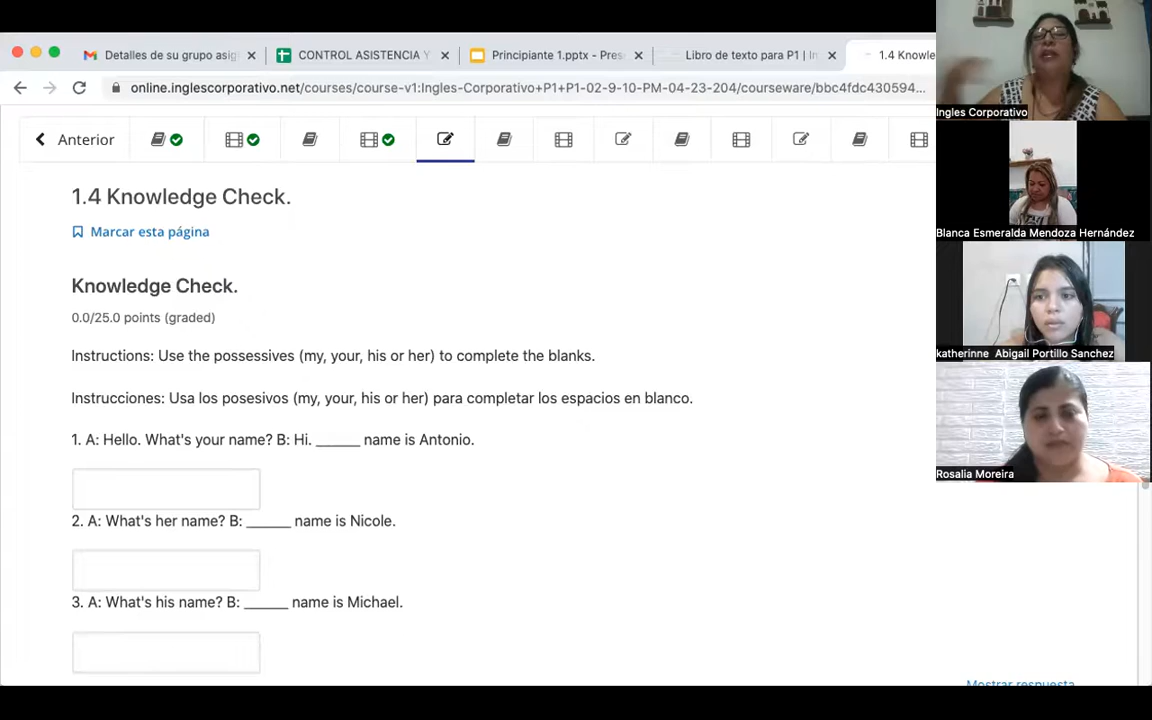 Detalles de su grupo asig
CONTROL ASISTENCIA Y
Principiante 1.pptx - Pres
Libro de texto para P1 | In
1.4 Knowle
online.inglescorporativo.net/courses/course-v1:Ingles-Corporativo+P1+P1-02-9-10-PM-04-23-204/courseware/bbc4fdc430594...
Anterior
1.4 Knowledge Check.
Marcar esta página
Knowledge Check.
0.0/25.0 points (graded)
Instructions: Use the possessives (my, your, his or her) to complete the blanks.
Instrucciones: Usa los posesivos (my, your, his or her) para completar los espacios en blanco.
1. A: Hello. What's your name? B: Hi. ______ name is Antonio.
2. A: What's her name? B: ______ name is Nicole.
3. A: What's his name? B: ______ name is Michael.
Mostrar respuesta
Ingles Corporativo
Blanca Esmeralda Mendoza Hernández
katherinne Abigail Portillo Sanchez
Rosalia Moreira